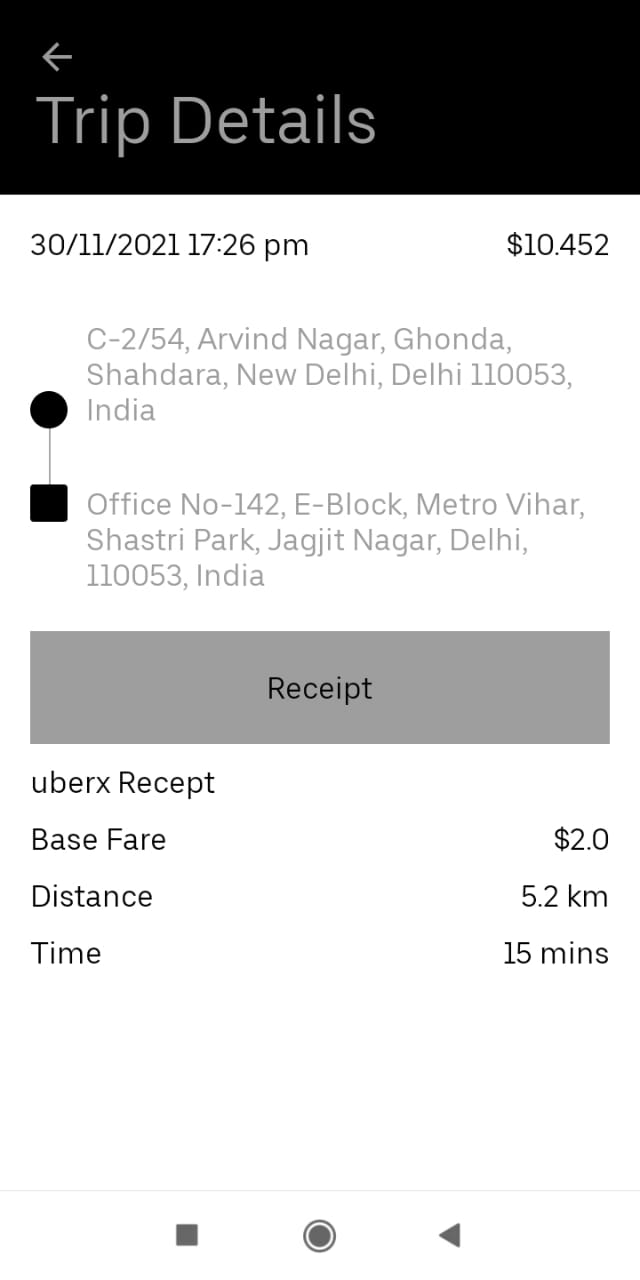 Trip Details
30/11/2021 17:26 pm $10.452
C-2/54, Arvind Nagar, Ghonda,
Shahdara, New Delhi, Delhi 110053,
India
Office No-142, E-Block, Metro Vihar,
Shastri Park, Jagjit Nagar, Delhi,
110053, India
Receipt
uberx Recept
Base Fare $2.0
Distance 5.2 km
Time 15 mins